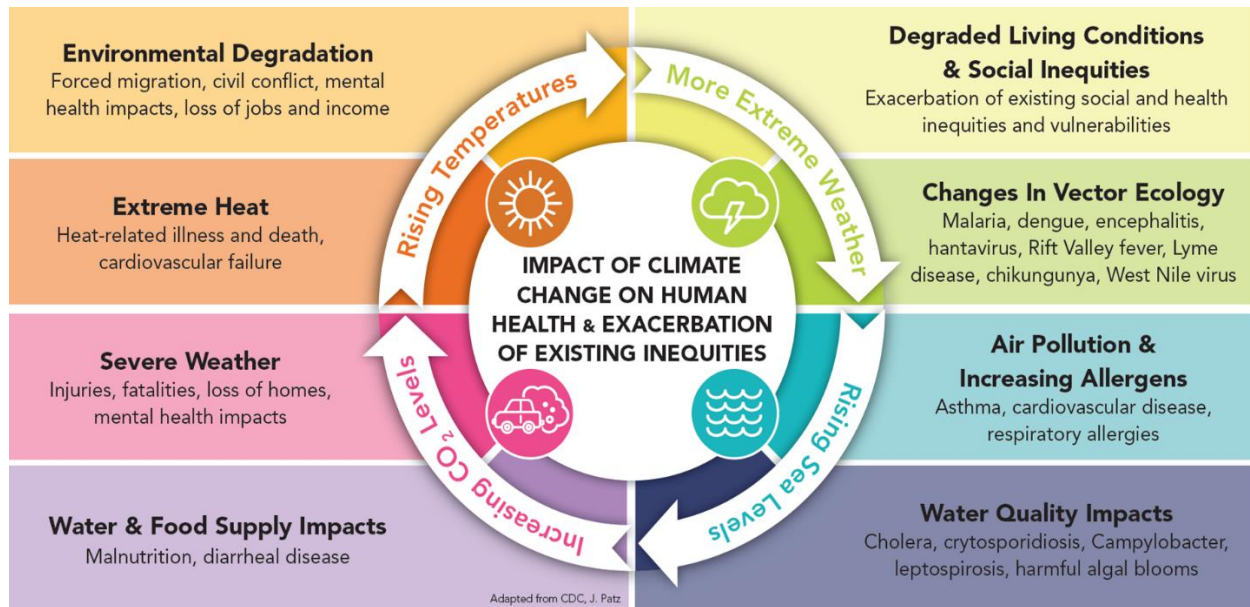 Environmental Degradation
Forced migration, civil conflict, mental
health impacts, loss of jobs and income
Extreme Heat
Heat-related illness and death,
cardiovascular failure
Severe Weather
Injuries, fatalities, loss of homes,
mental health impacts
Water & Food Supply Impacts
Malnutrition, diarrheal disease
Adapted from CDC, J. Patz
Rising Temperatures
More Extreme Weather
Rising Sea Levels
Increasing CO₂ Levels
IMPACT OF CLIMATE
CHANGE ON HUMAN
HEALTH & EXACERBATION
OF EXISTING INEQUITIES
Degraded Living Conditions
& Social Inequities
Exacerbation of existing social and health
inequities and vulnerabilities
Changes In Vector Ecology
Malaria, dengue, encephalitis,
hantavirus, Rift Valley fever, Lyme
disease, chikungunya, West Nile virus
Air Pollution &
Increasing Allergens
Asthma, cardiovascular disease,
respiratory allergies
Water Quality Impacts
Cholera, crytosporidiosis, Campylobacter,
leptospirosis, harmful algal blooms